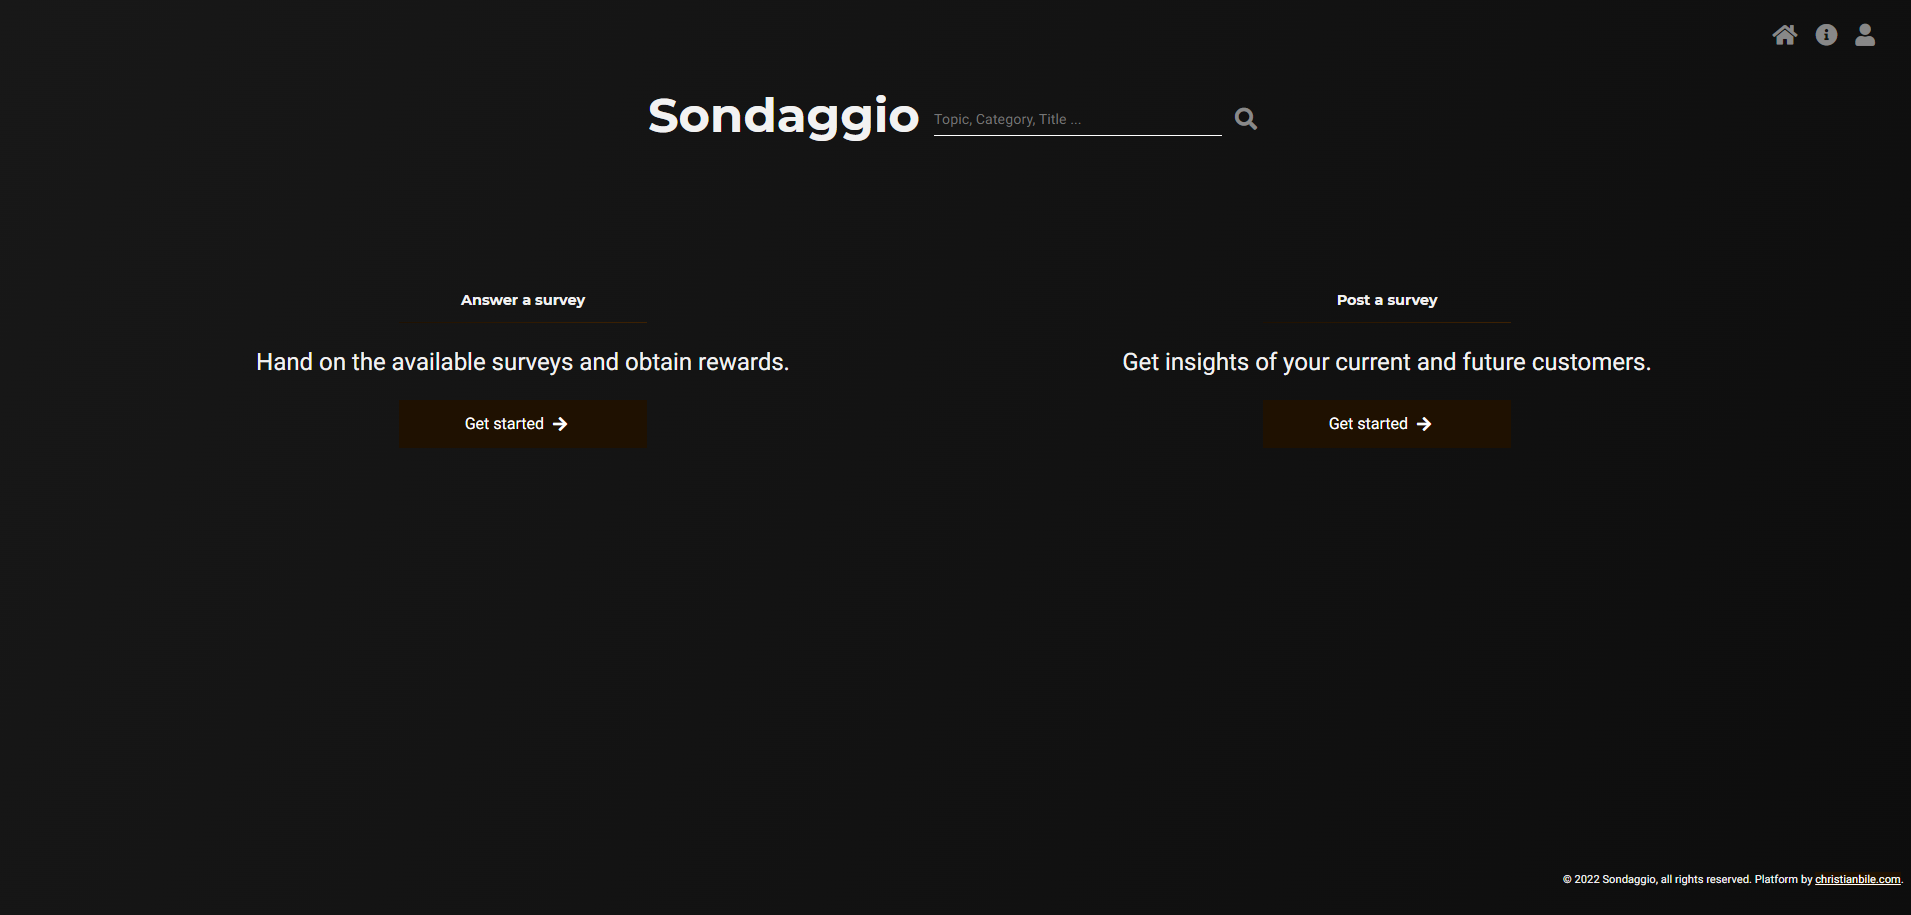 Sondaggio
Topic, Category, Title ...
Answer a survey
Hand on the available surveys and obtain rewards.
Get started
Post a survey
Get insights of your current and future customers.
Get started
© 2022 Sondaggio, all rights reserved. Platform by christianbile.com.